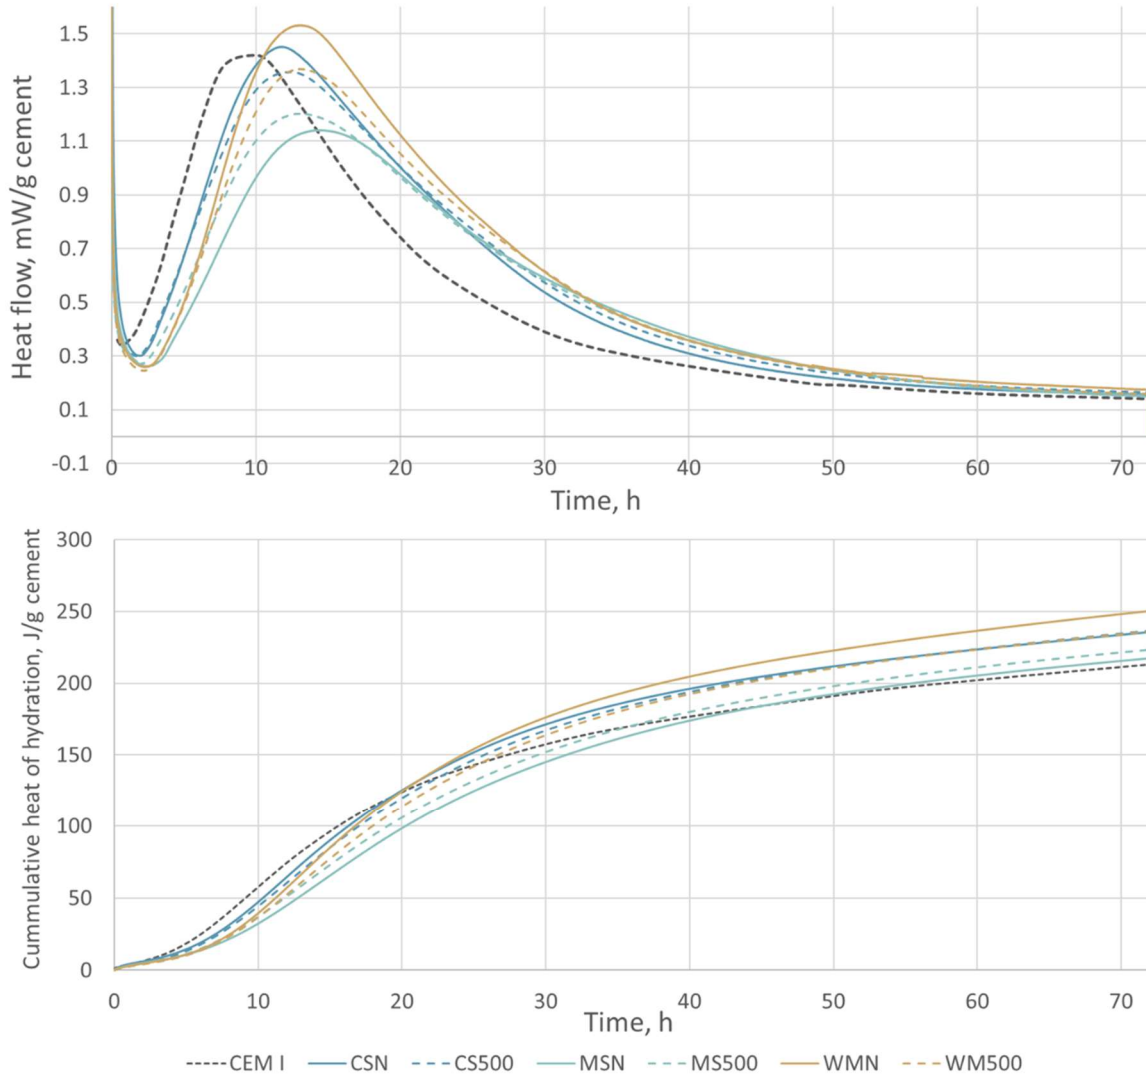 Heat flow, mW/g cement
1.5
1.3
1.1
0.9
0.7
0.5
0.3
0.1
-0.1
0 10 20 30 40 50 60 70
Time, h
Cummulative heat of hydration, J/g cement
300
250
200
150
100
50
0
0 10 20 30 40 50 60 70
Time, h
CEM I CSN CS500 MSN MS500 WMN WM500